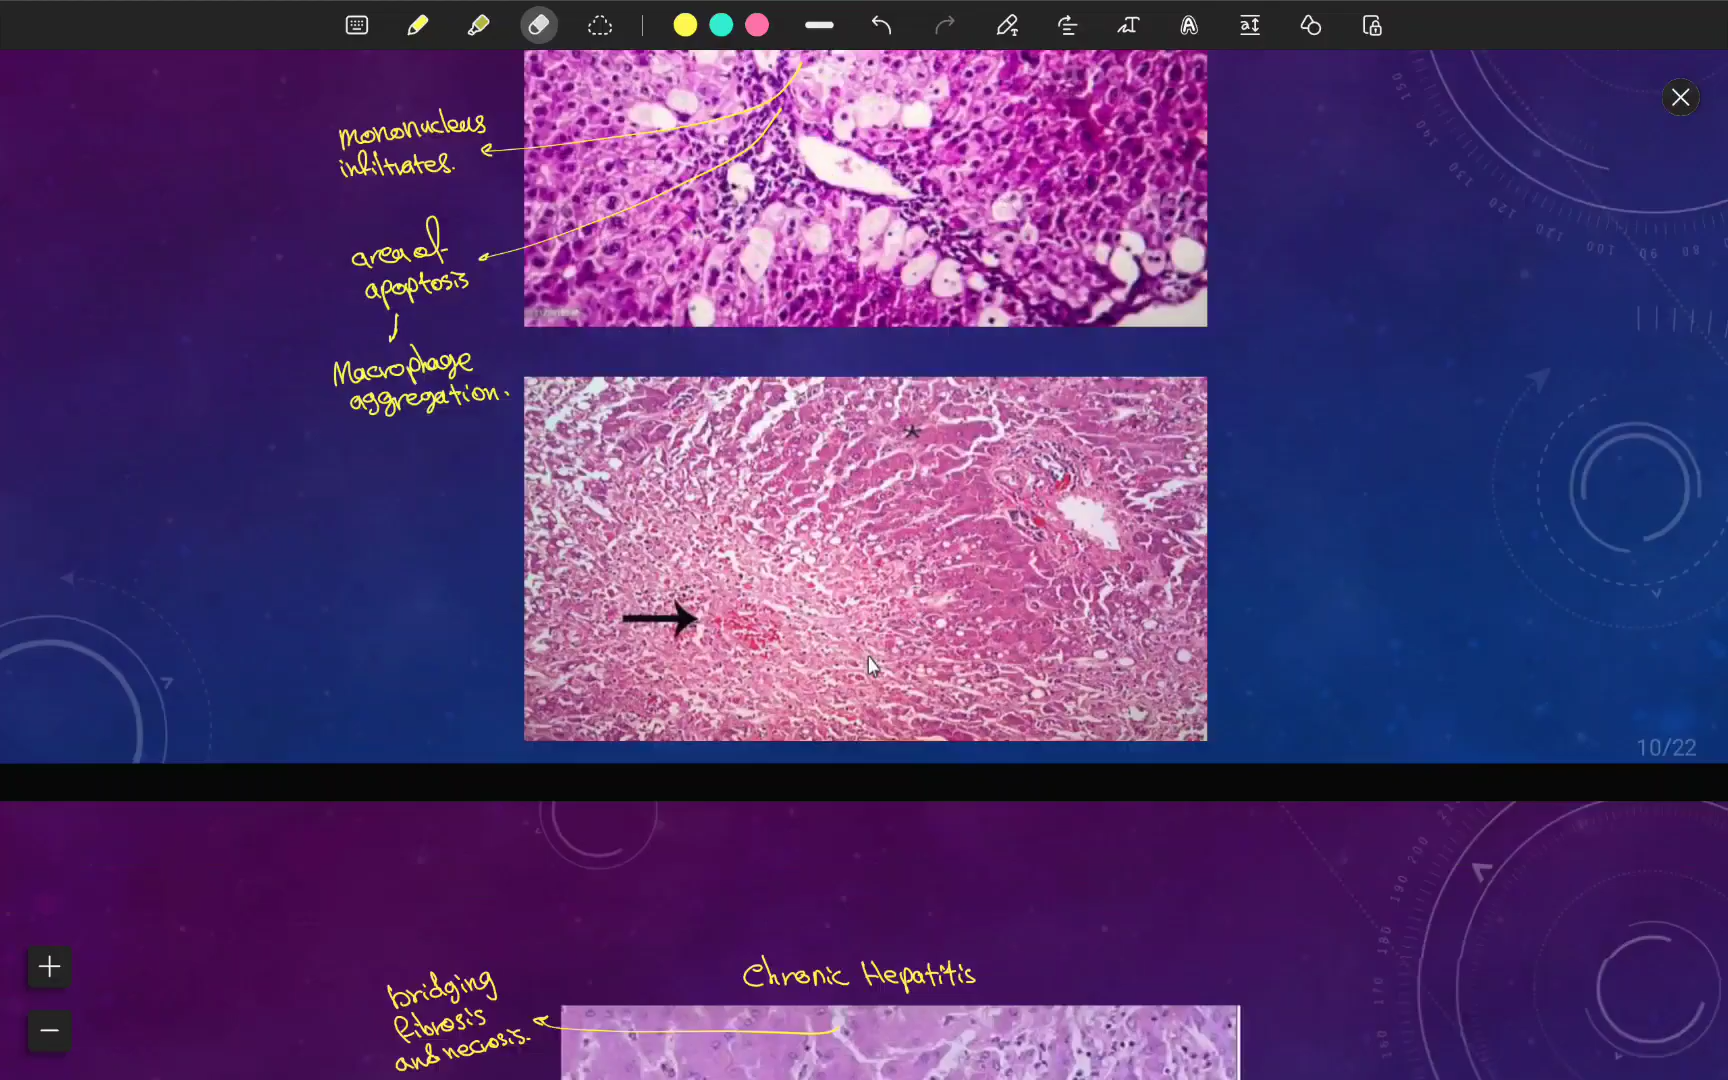 mononucleus
infiltrates.
area of
apoptosis
Macrophage
aggregation.
10/22
Chronic Hepatitis
bridging
fibrosis
and necrosis.